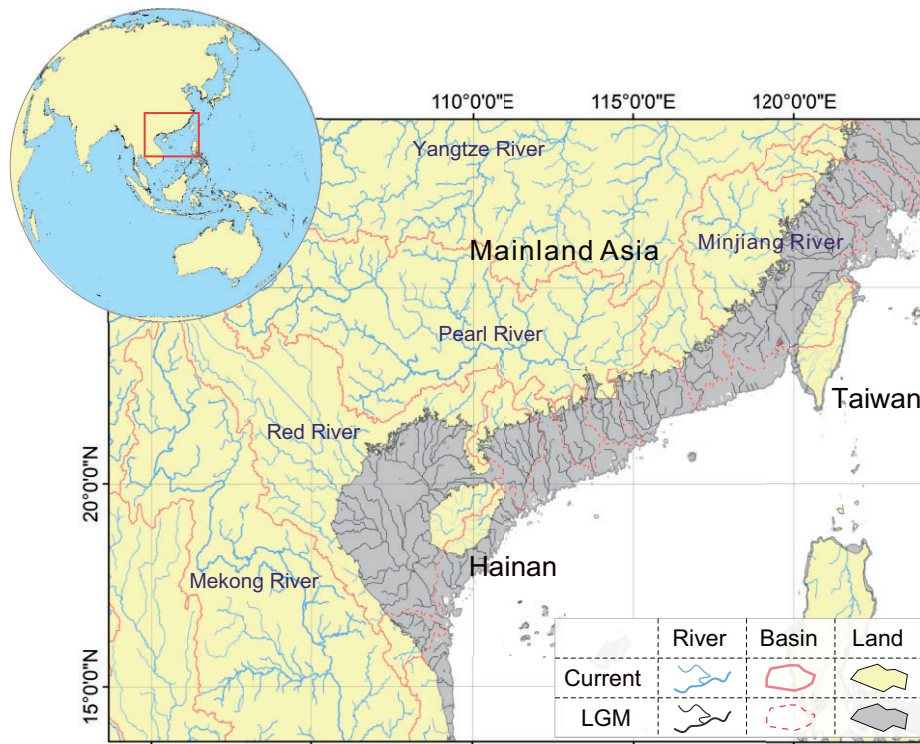 110°0'0"E 115°0'0"E 120°0'0"E
Yangtze River
Mainland Asia
Minjiang River
Pearl River
Taiwan
Red River
20°0'0"N
Hainan
Mekong River
15°0'0"N
River Basin Land
Current
LGM